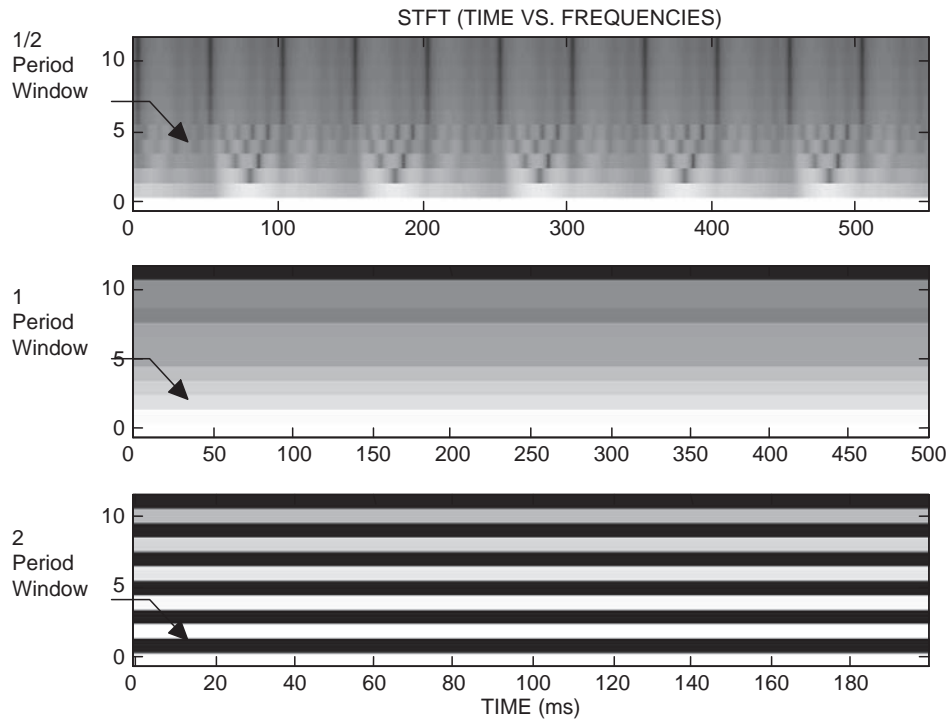 STFT (TIME VS. FREQUENCIES)
1/2
Period
Window
10
5
0
0 100 200 300 400 500
1
Period
Window
10
5
0
0 50 100 150 200 250 300 350 400 450 500
2
Period
Window
10
5
0
0 20 40 60 80 100 120 140 160 180
TIME (ms)